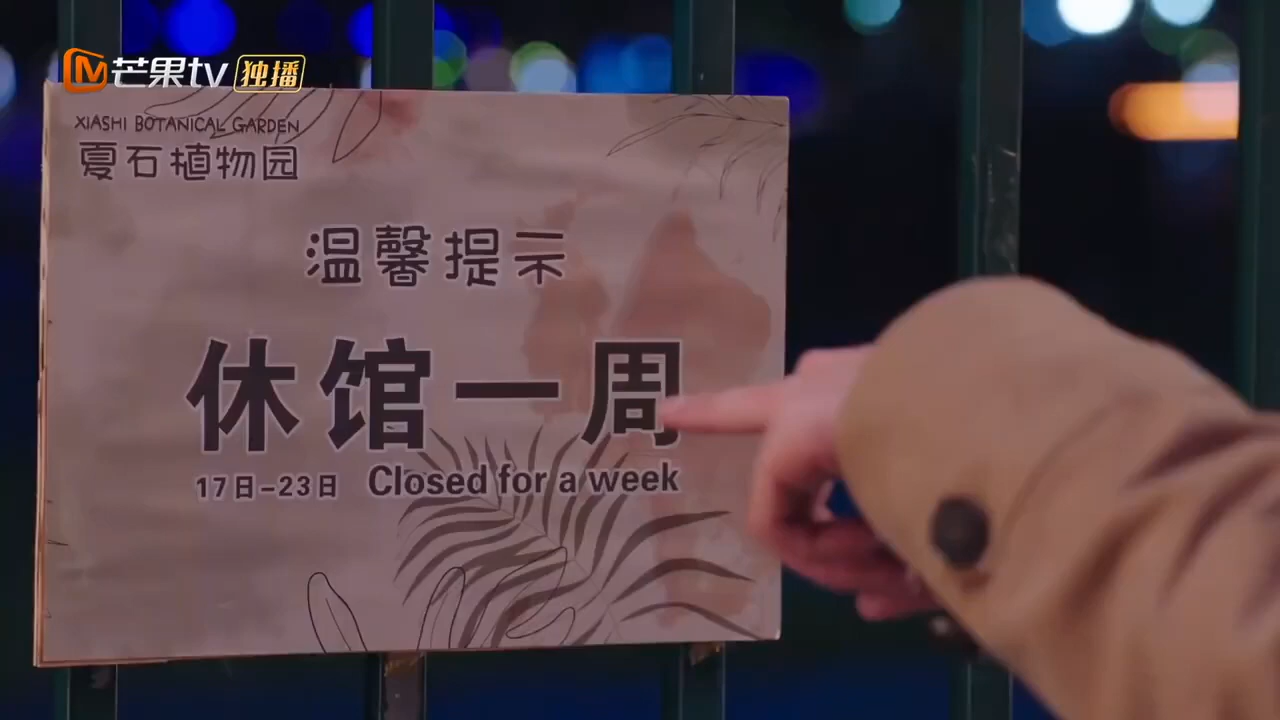 芒果tv 独播
XIASHI BOTANICAL GARDEN
夏石植物园
温馨提示
休馆一周
17日-23日 Closed for a week